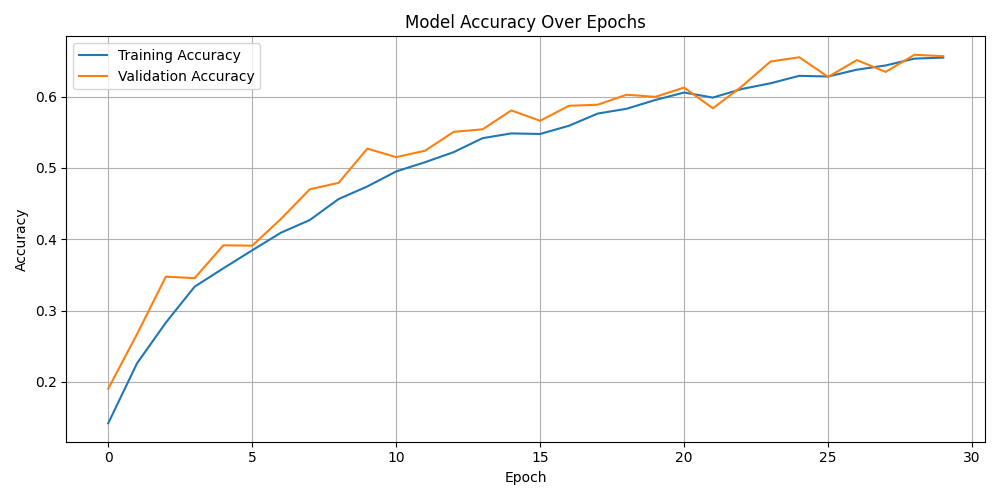 Model Accuracy Over Epochs
Training Accuracy
Validation Accuracy
Accuracy
0.6
0.5
0.4
0.3
0.2
0 5 10 15 20 25 30
Epoch